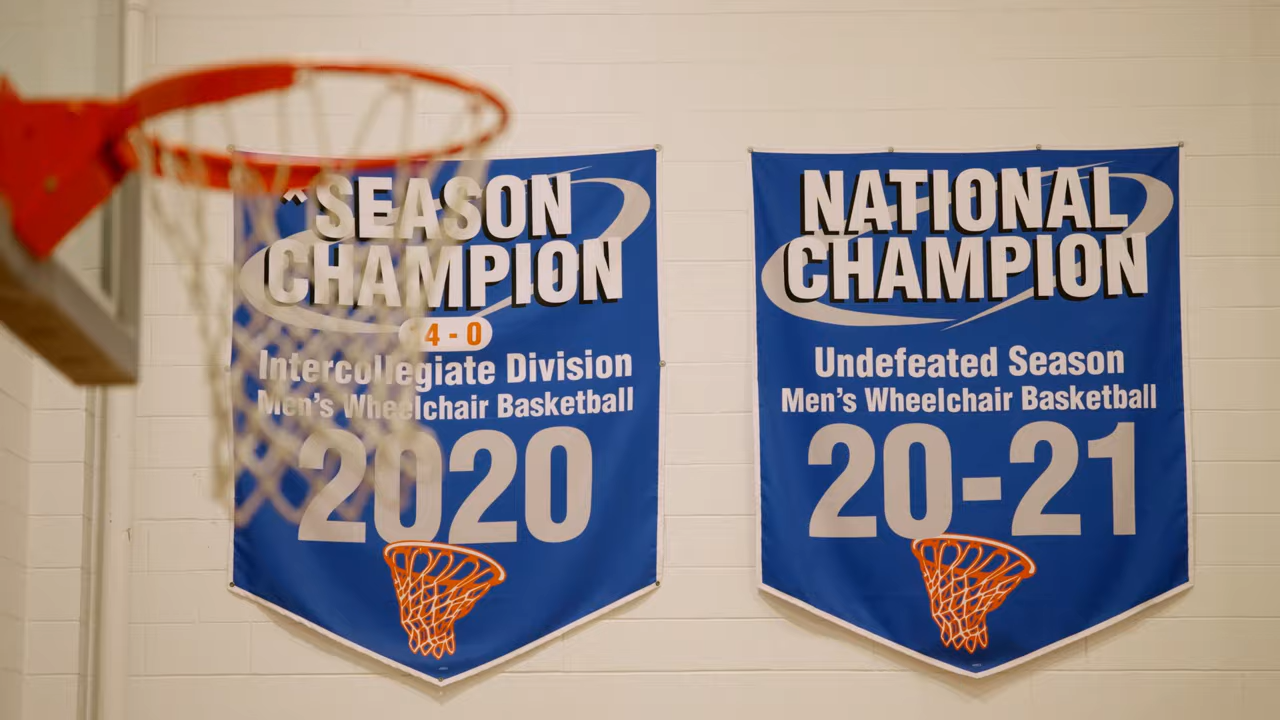 *SEASON
CHAMPION
4 - 0
Intercollegiate Division
Men's Wheelchair Basketball
2020
NATIONAL
CHAMPION
Undefeated Season
Men's Wheelchair Basketball
20-21